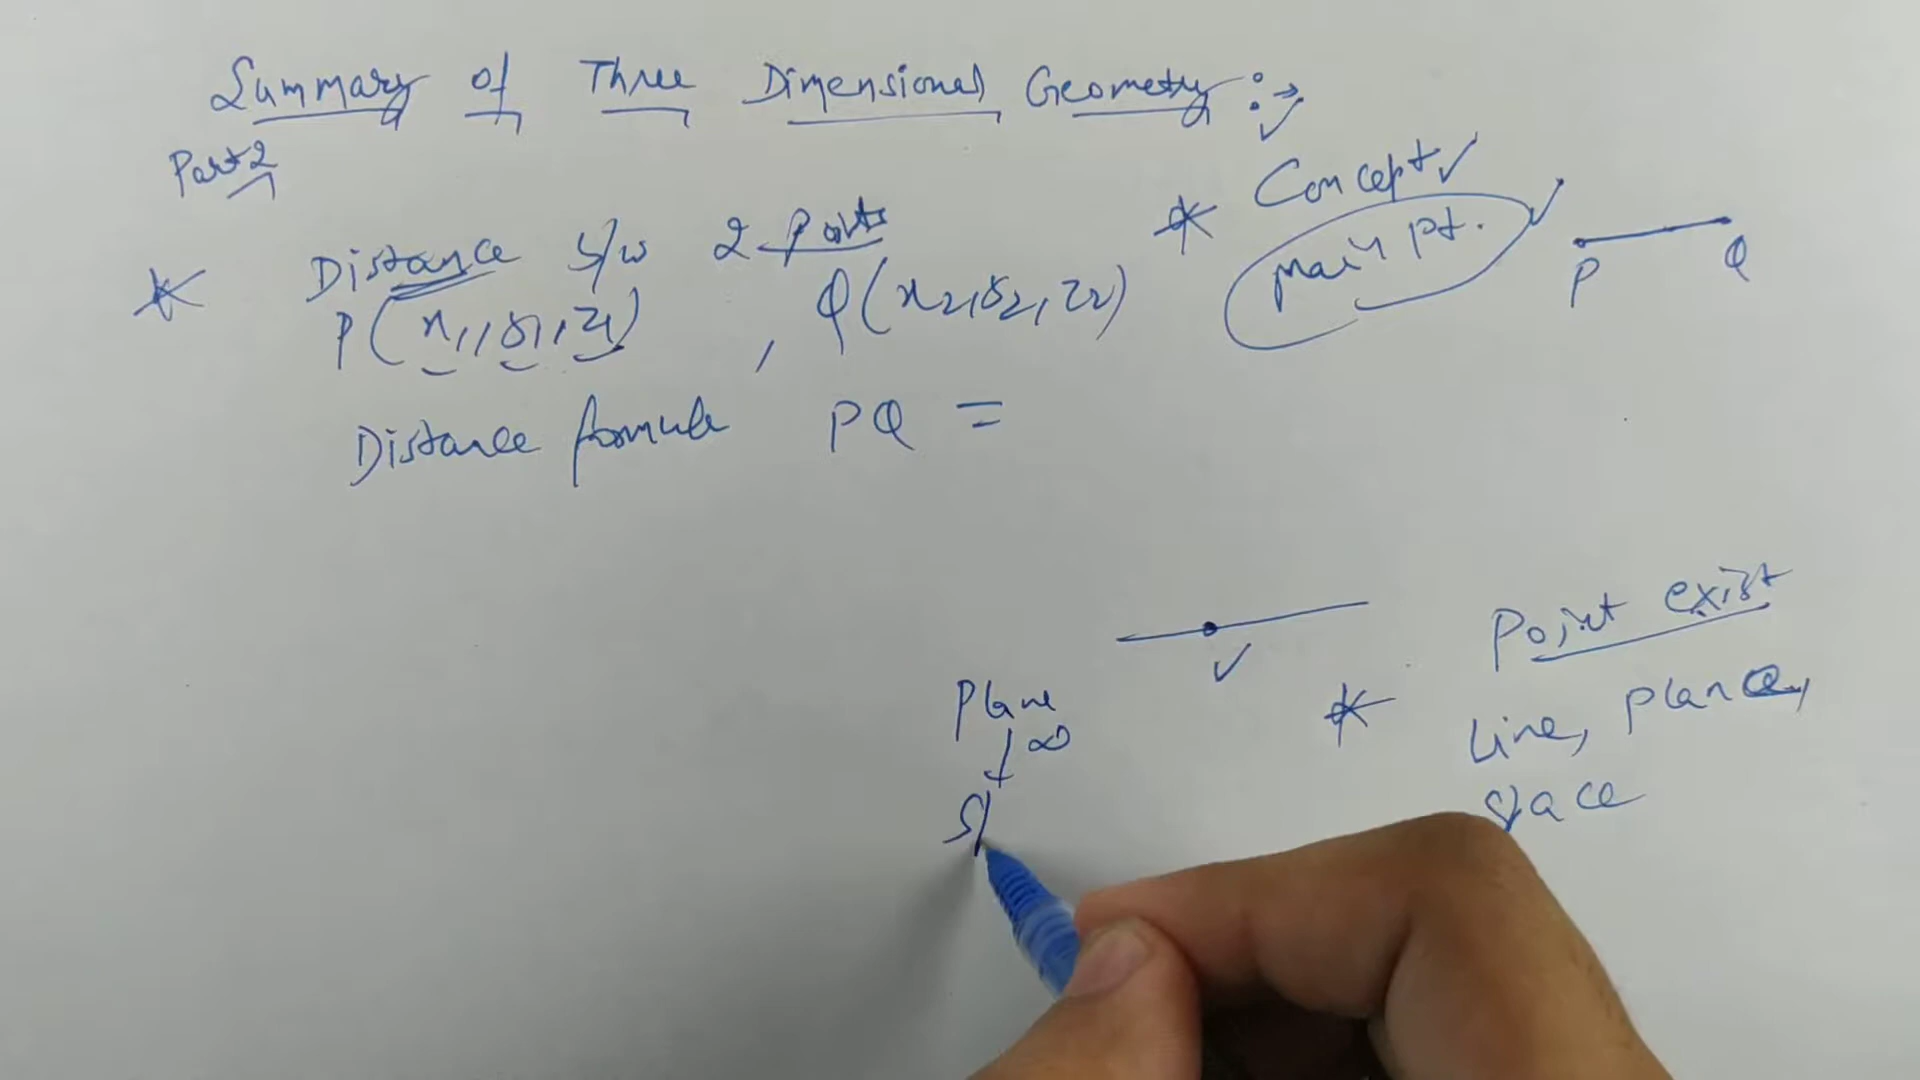 Summary of Three Dimensional Geometry :→
Part 2
* Concept
* Distance b/w 2 Points
main pt.
P(x1, y1, z1) , Q(x2, y2, z2)
P Q
Distance formula PQ =
Point exist
* Line, plane,
space
Plane
↓ ∞
Sp